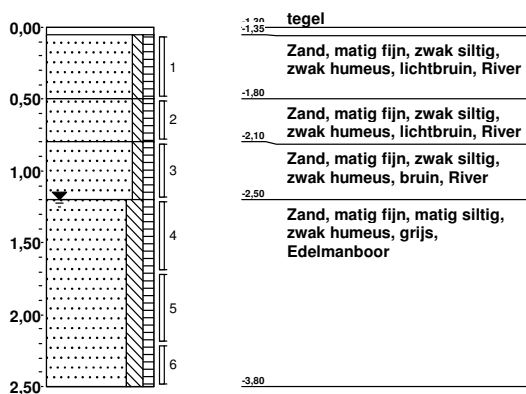 0,00
0,50
1,00
1,50
2,00
2,50
1
2
3
4
5
6
-1,30
tegel
-1,35
Zand, matig fijn, zwak siltig,
zwak humeus, lichtbruin, River
-1,80
Zand, matig fijn, zwak siltig,
zwak humeus, lichtbruin, River
-2,10
Zand, matig fijn, zwak siltig,
zwak humeus, bruin, River
-2,50
Zand, matig fijn, matig siltig,
zwak humeus, grijs,
Edelmanboor
-3,80